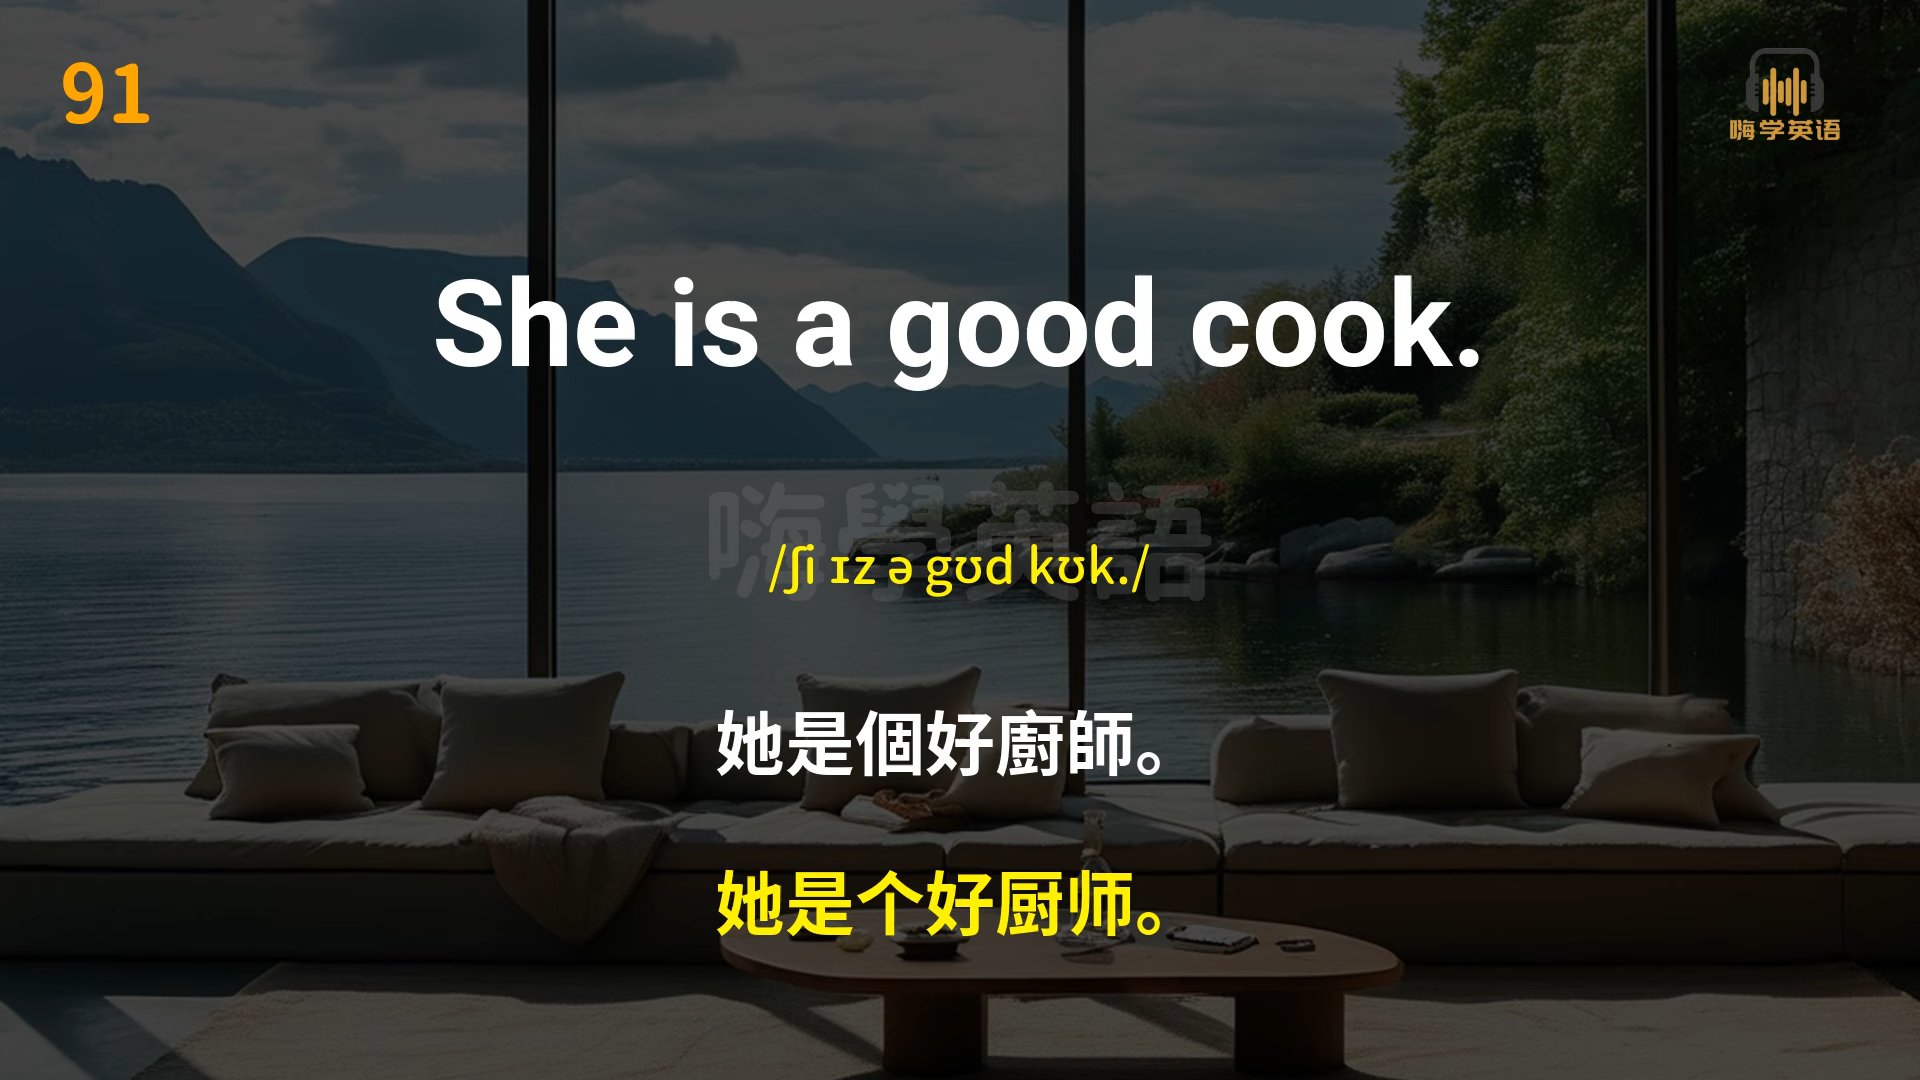 91
嗨学英语
She is a good cook.
嗨學英語
/ʃi ɪz ə gʊd kʊk./
她是個好廚師。
她是个好厨师。